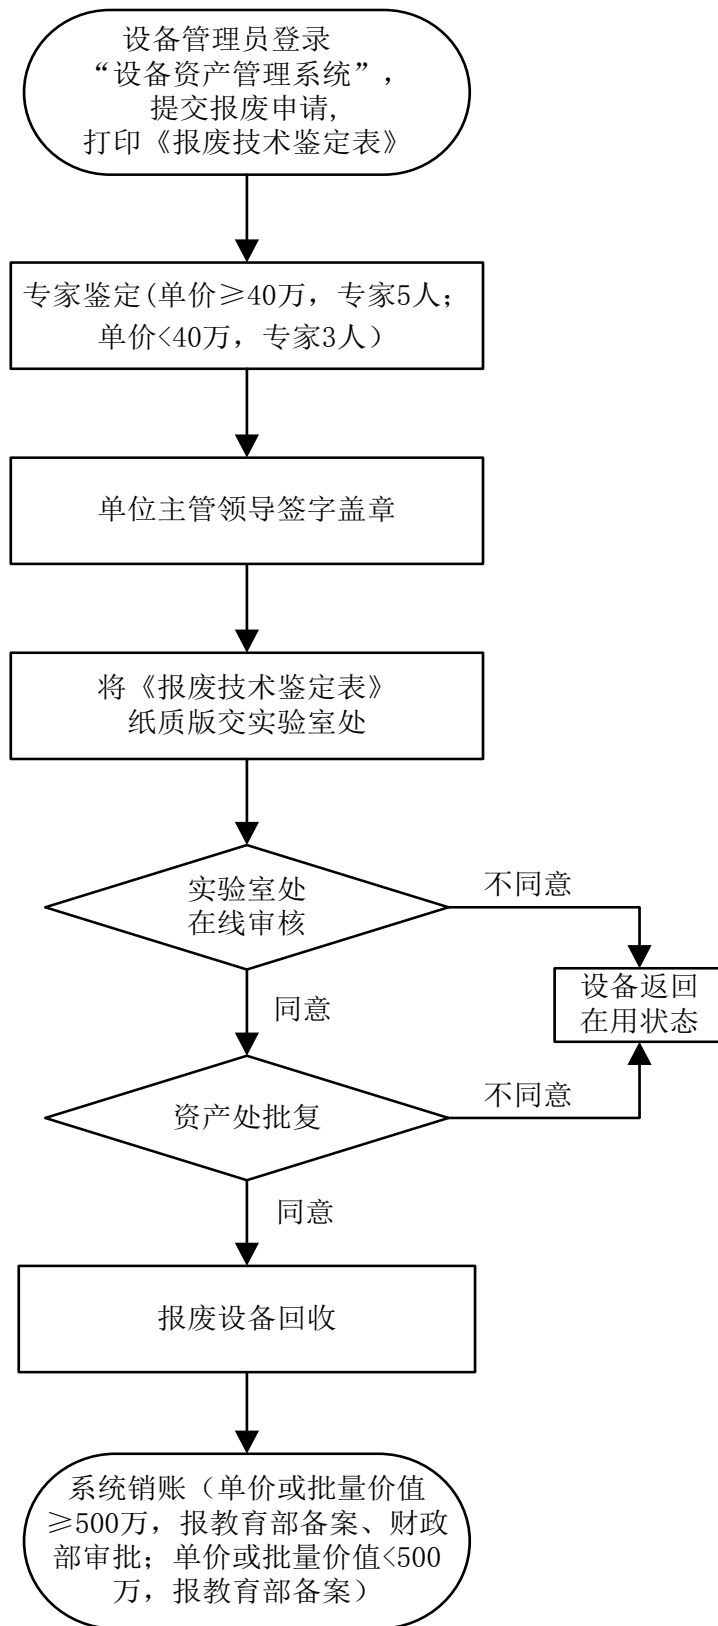 设备管理员登录
“设备资产管理系统”，
提交报废申请,
打印《报废技术鉴定表》
专家鉴定(单价≥40万，专家5人；
单价<40万，专家3人）
单位主管领导签字盖章
将《报废技术鉴定表》
纸质版交实验室处
实验室处
在线审核
不同意
设备返回
在用状态
同意
资产处批复
不同意
同意
报废设备回收
系统销账（单价或批量价值
≥500万，报教育部备案、财政
部审批；单价或批量价值<500
万，报教育部备案）